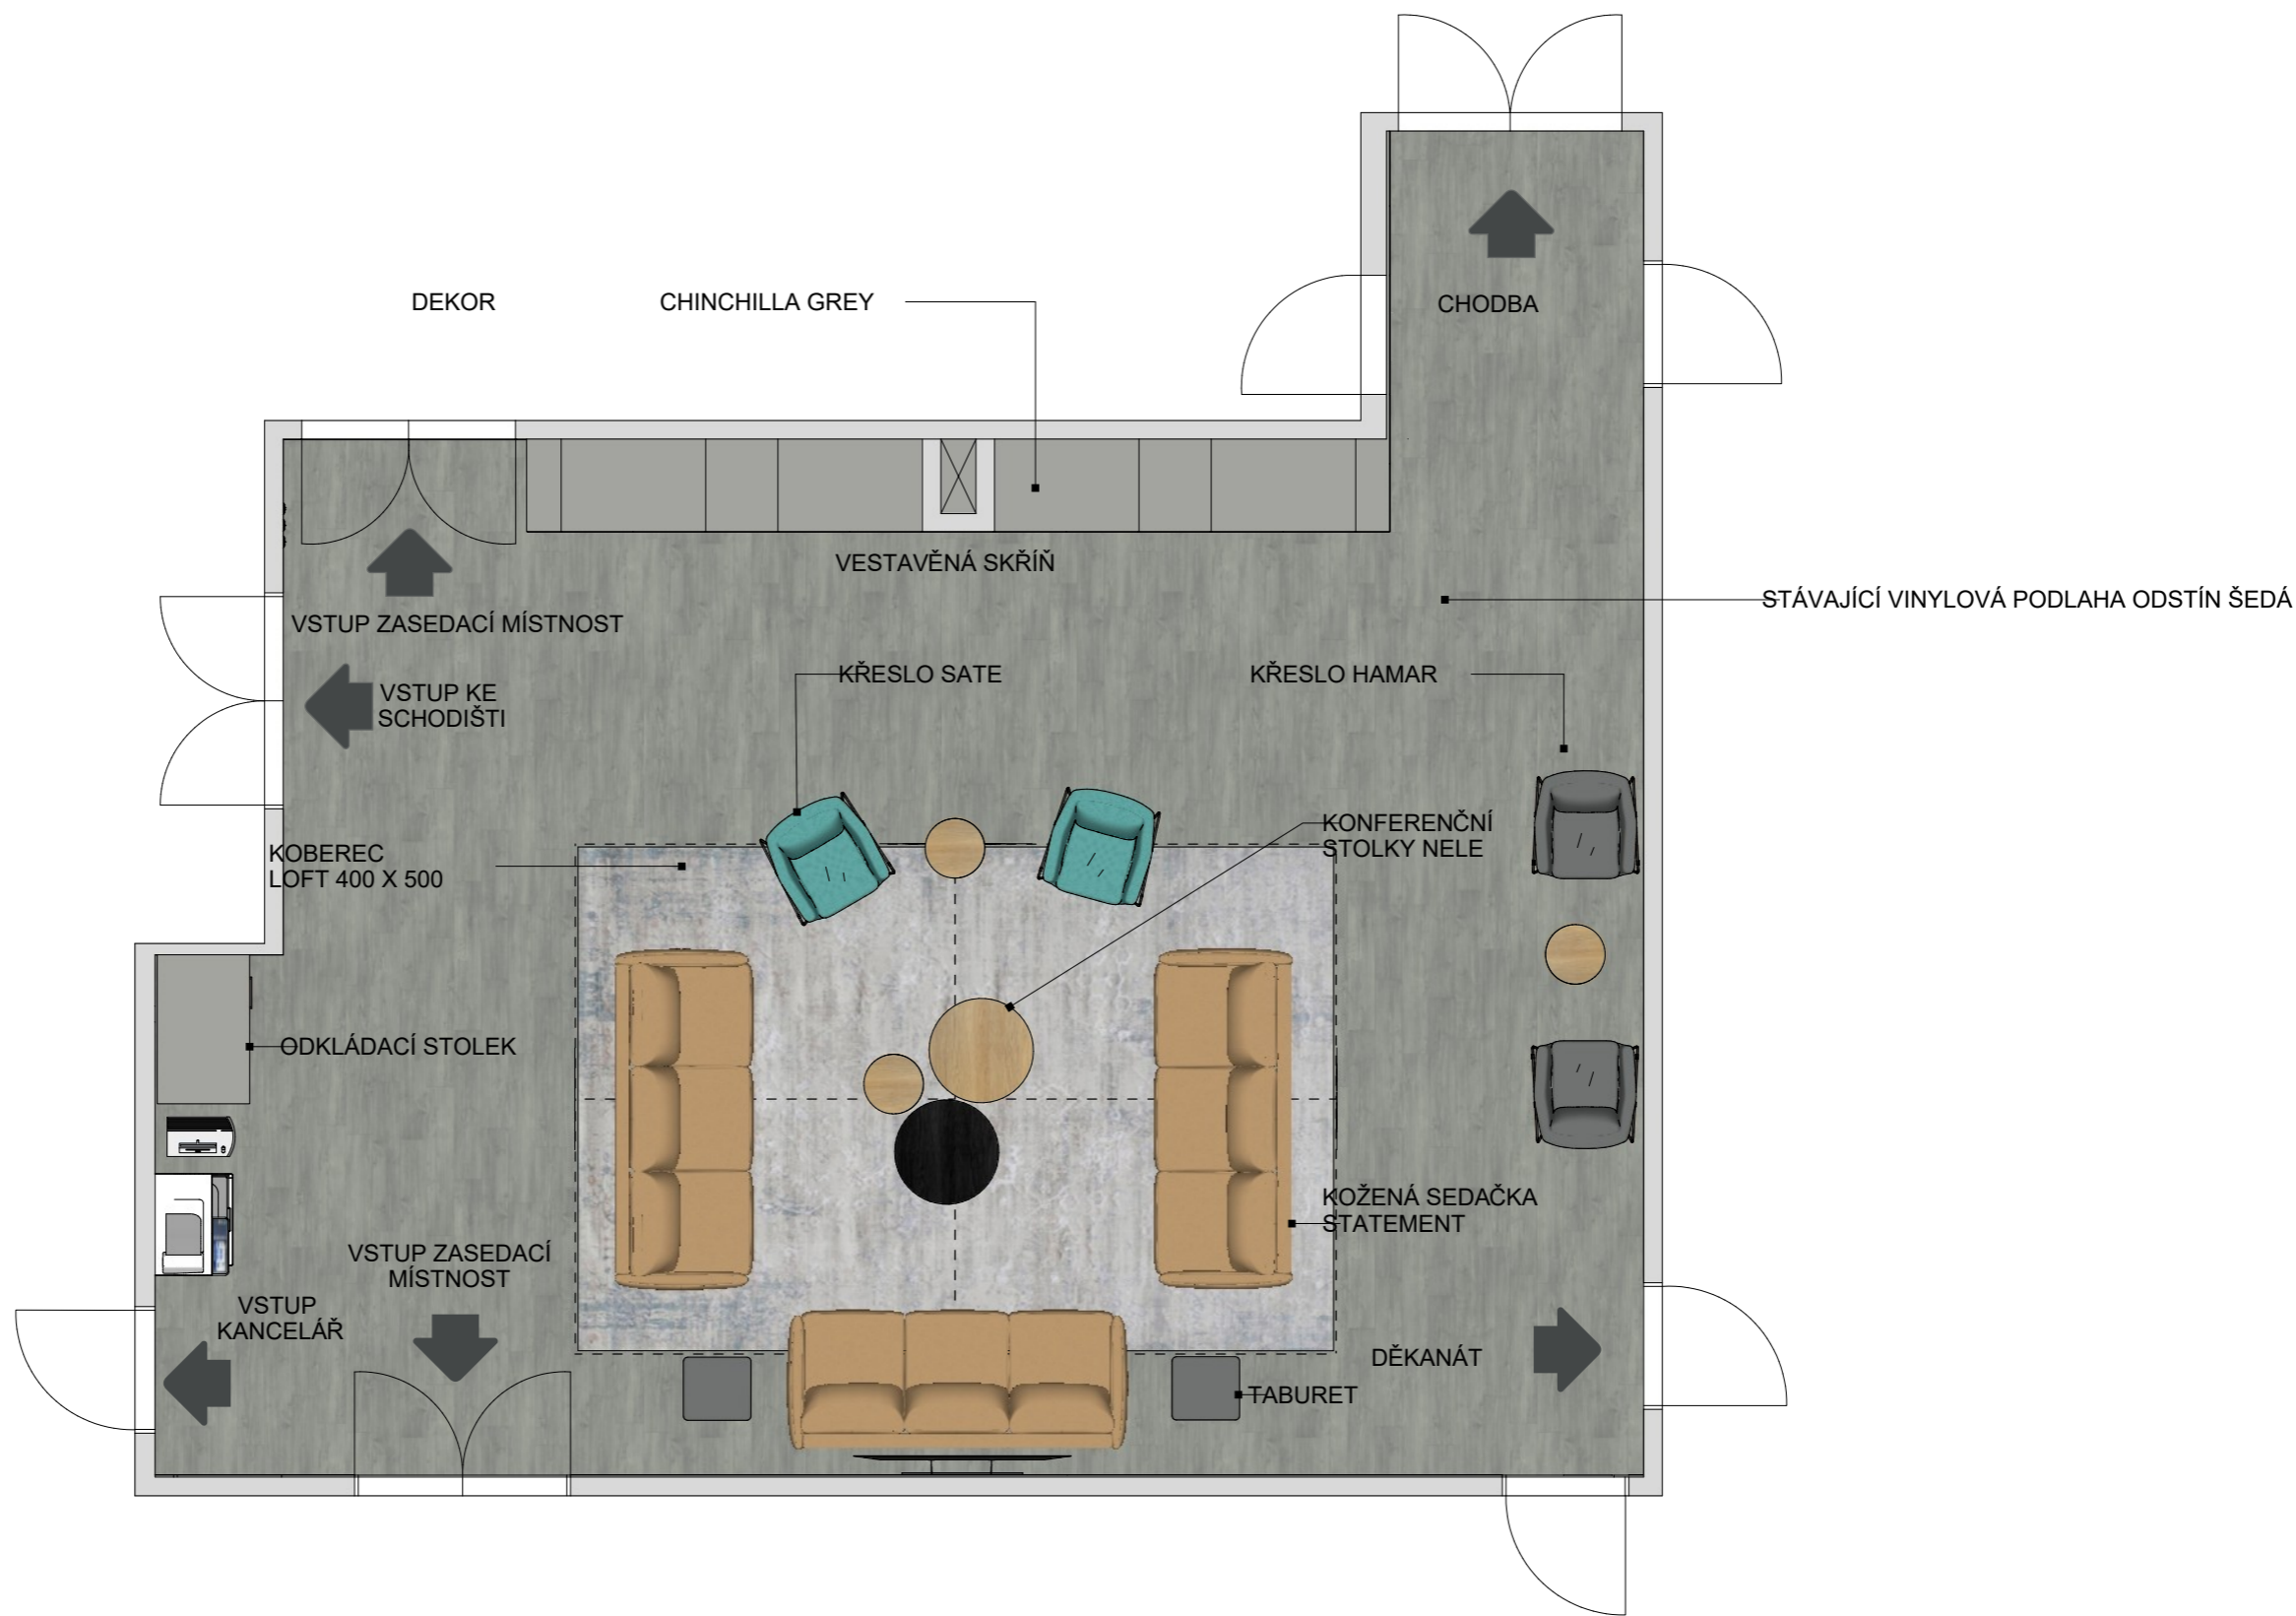 DEKOR
CHINCHILLA GREY
CHODBA
VESTAVĚNÁ SKŘÍŇ
STÁVAJÍCÍ VINYLOVÁ PODLAHA ODSTÍN ŠEDÁ
VSTUP ZASEDACÍ MÍSTNOST
VSTUP KE
SCHODIŠTI
KŘESLO SATE
KŘESLO HAMAR
KOBEREC
LOFT 400 X 500
KONFERENČNÍ
STOLKY NELE
ODKLÁDACÍ STOLEK
KOŽENÁ SEDAČKA
STATEMENT
VSTUP ZASEDACÍ
MÍSTNOST
VSTUP
KANCELÁŘ
DĚKANÁT
TABURET